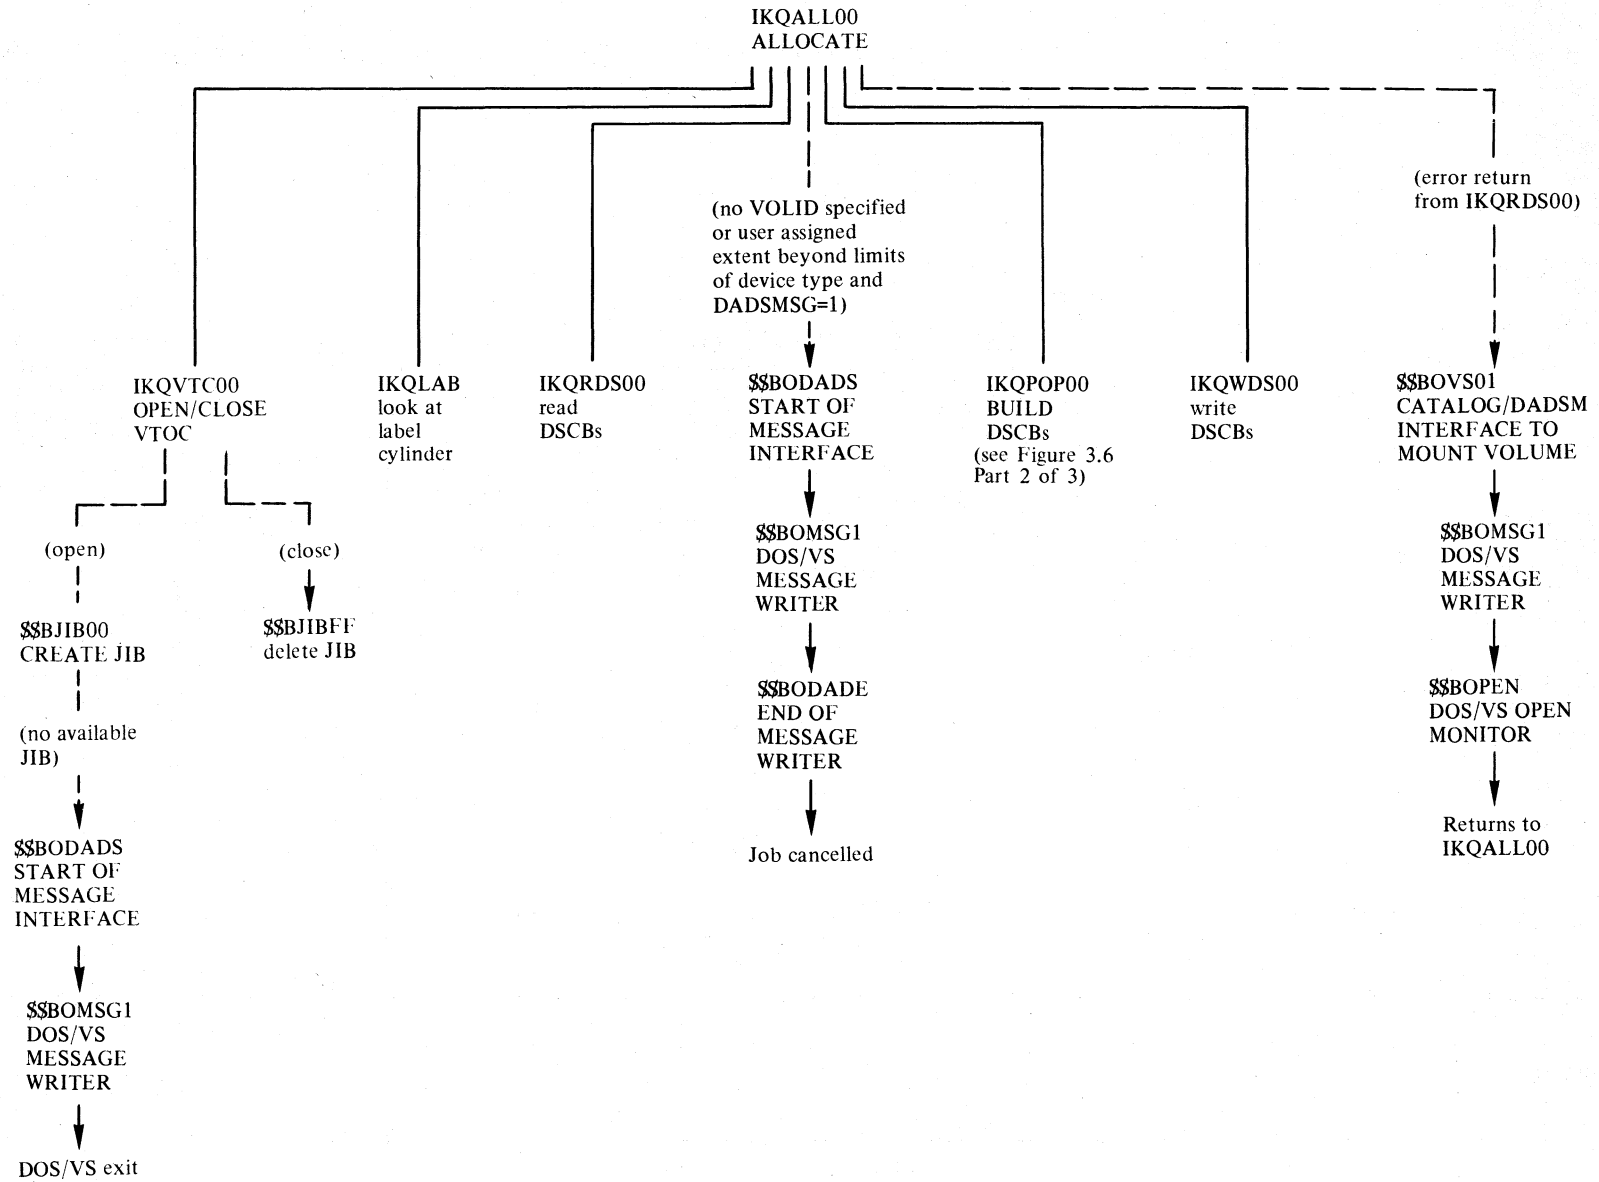 IKQALL00
ALLOCATE
(error return
from IKQRDS00)
(no VOLID specified
or user assigned
extent beyond limits
of device type and
DADSMSG=1)
IKQVTC00
OPEN/CLOSE
VTOC
IKQLAB
look at
label
cylinder
IKQRDS00
read
DSCBs
$$BODADS
START OF
MESSAGE
INTERFACE
IKQPOP00
BUILD
DSCBs
(see Figure 3.6
Part 2 of 3)
IKQWDS00
write
DSCBs
$$BOVS01
CATALOG/DADSM
INTERFACE TO
MOUNT VOLUME
(open)
(close)
$$BJIB00
CREATE JIB
$$BJIBFF
delete JIB
(no available
JIB)
$$BODADS
START OF
MESSAGE
INTERFACE
$$BOMSG1
DOS/VS
MESSAGE
WRITER
DOS/VS exit
$$BOMSG1
DOS/VS
MESSAGE
WRITER
$$BODADE
END OF
MESSAGE
WRITER
Job cancelled
$$BOMSG1
DOS/VS
MESSAGE
WRITER
$$BOPEN
DOS/VS OPEN
MONITOR
Returns to
IKQALL00